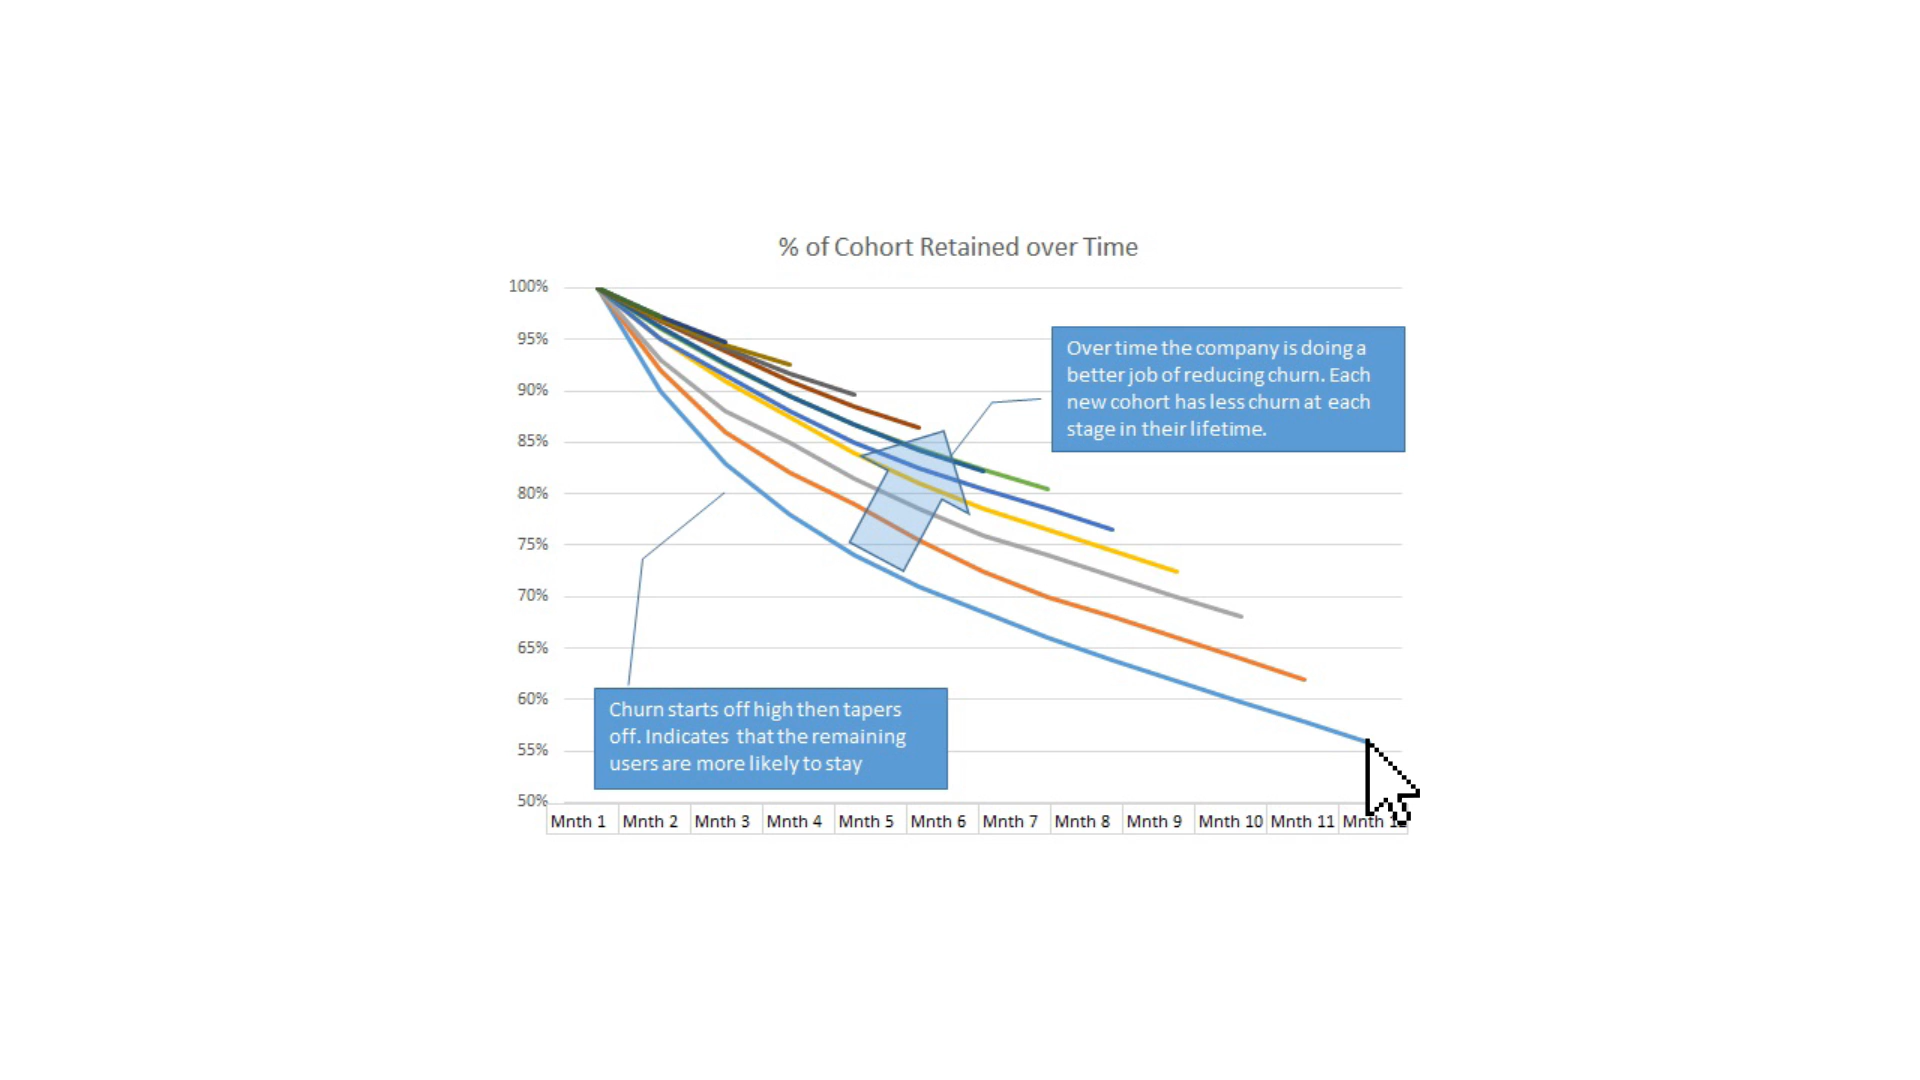 % of Cohort Retained over Time
100%
95%
90%
85%
80%
75%
70%
65%
60%
55%
50%
Over time the company is doing a
better job of reducing churn. Each
new cohort has less churn at each
stage in their lifetime.
Churn starts off high then tapers
off. Indicates that the remaining
users are more likely to stay
Mnth 1 Mnth 2 Mnth 3 Mnth 4 Mnth 5 Mnth 6 Mnth 7 Mnth 8 Mnth 9 Mnth 10 Mnth 11 Mnth